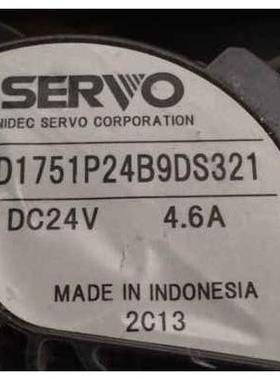 SERVO
NIDEC SERVO CORPORATION
D1751P24B9DS321
DC24V 4.6A
MADE IN INDONESIA
2C13